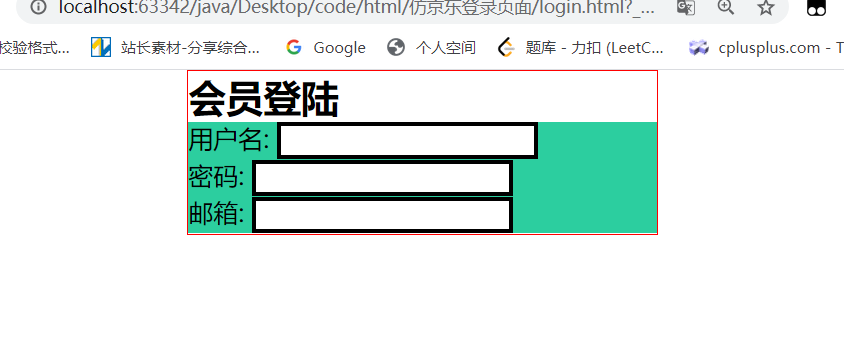 localhost:63342/java/Desktop/code/html/仿京东登录页面/login.html?_...
校验格式... 站长素材-分享综合... Google 个人空间 题库 - 力扣 (LeetC... cplusplus.com - T
会员登陆
用户名:
密码:
邮箱: